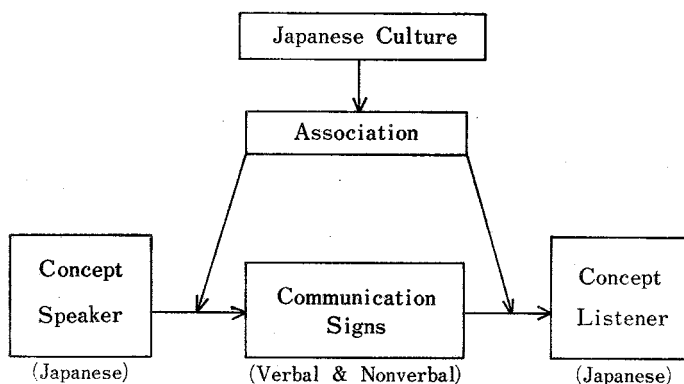 Japanese Culture
Association
Concept
Speaker
(Japanese)
Communication
Signs
(Verbal & Nonverbal)
Concept
Listener
(Japanese)